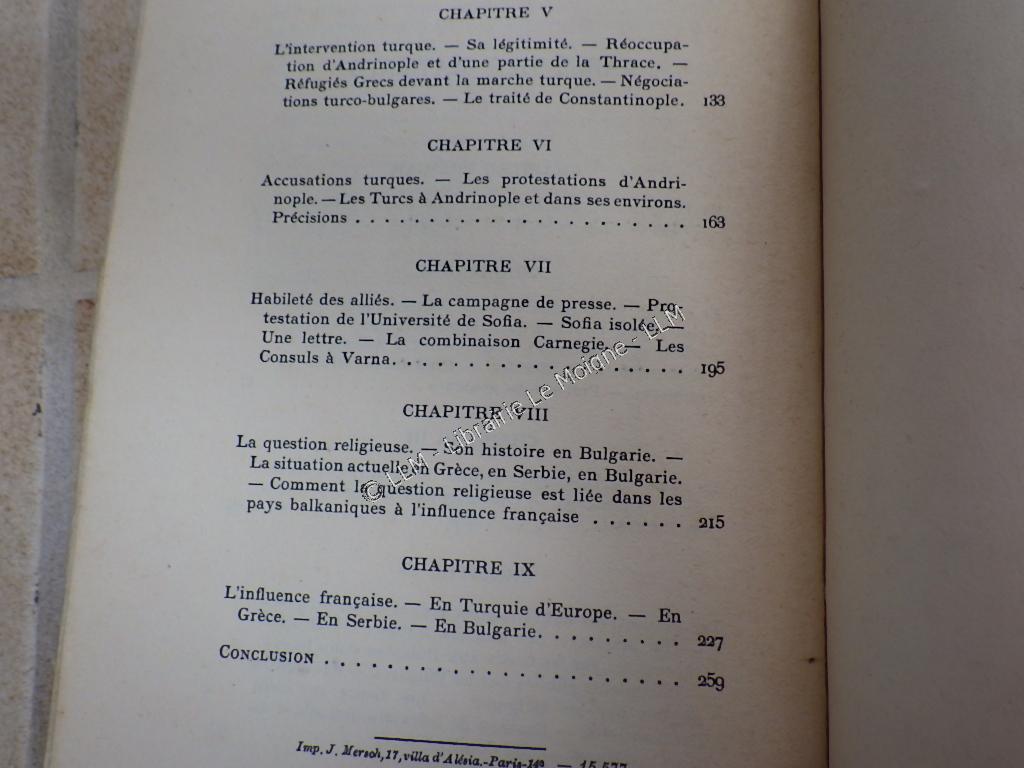 CHAPITRE V
L'intervention turque. — Sa légitimité. — Réoccupa-
tion d'Andrinople et d'une partie de la Thrace. —
Réfugiés Grecs devant la marche turque. — Négocia-
tions turco-bulgares. — Le traité de Constantinople. 133
CHAPITRE VI
Accusations turques. — Les protestations d'Andri-
nople. — Les Turcs à Andrinople et dans ses environs.
Précisions . . . . . . . . . . . . . . . . . . . . . . 163
CHAPITRE VII
Habileté des alliés. — La campagne de presse. — Pro-
testation de l'Université de Sofia. — Sofia isolée. —
Une lettre. — La combinaison Carnegie. — Les
Consuls à Varna. . . . . . . . . . . . . . . . . . . 195
CHAPITRE VIII
La question religieuse. — Son histoire en Bulgarie. —
La situation actuelle en Grèce, en Serbie, en Bulgarie.
— Comment la question religieuse est liée dans les
pays balkaniques à l'influence française . . . . . . 215
CHAPITRE IX
L'influence française. — En Turquie d'Europe. — En
Grèce. — En Serbie. — En Bulgarie. . . . . . . . . . 227
CONCLUSION . . . . . . . . . . . . . . . . . . . . . 259
Imp. J. Mersch, 17, villa d'Alésia.-Paris-14e — 15.577
© LLM - Librairie Le Moigne - LLM